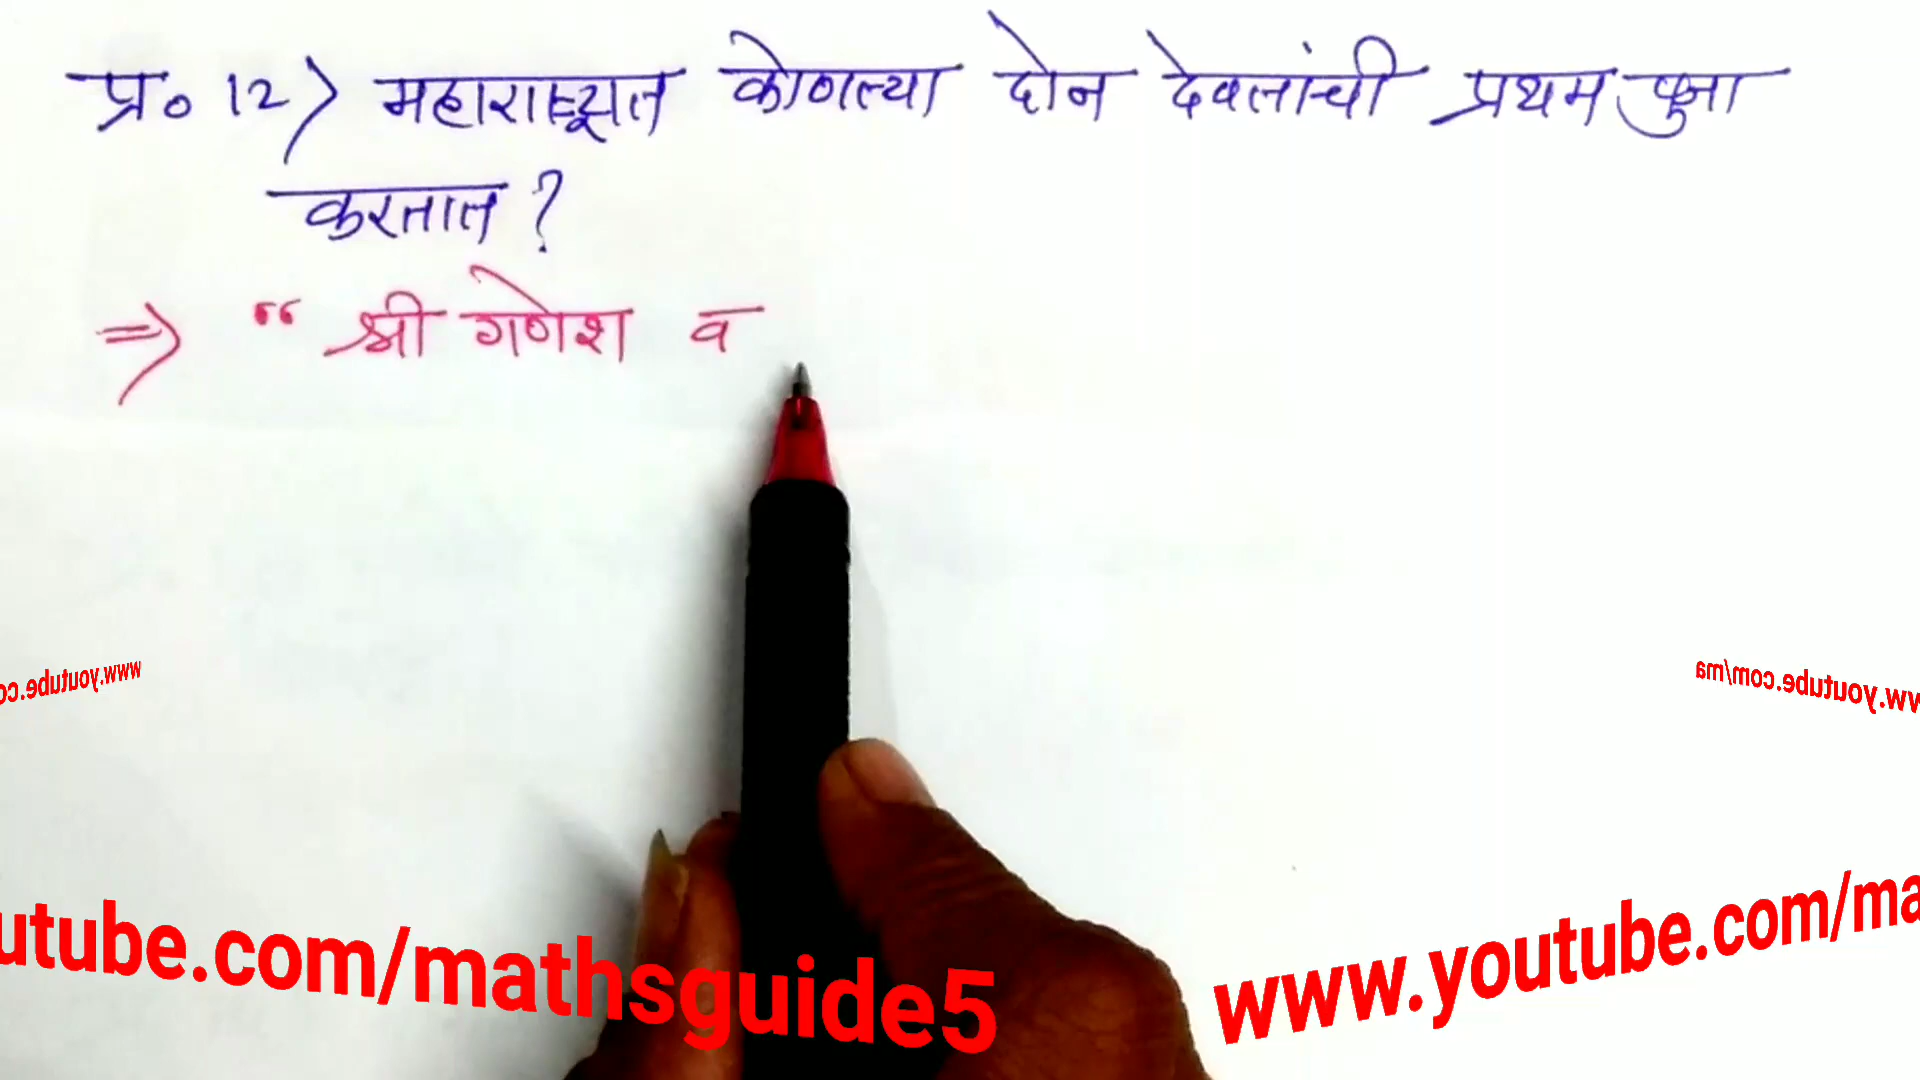 प्र० 12) महाराष्ट्रात कोणत्या दोन देवतांची प्रथम पुजा
करतात ?
⇒) “ श्री गणेश व
www.youtube.co
www.youtube.com/ma
utube.com/mathsguide5
www.youtube.com/ma